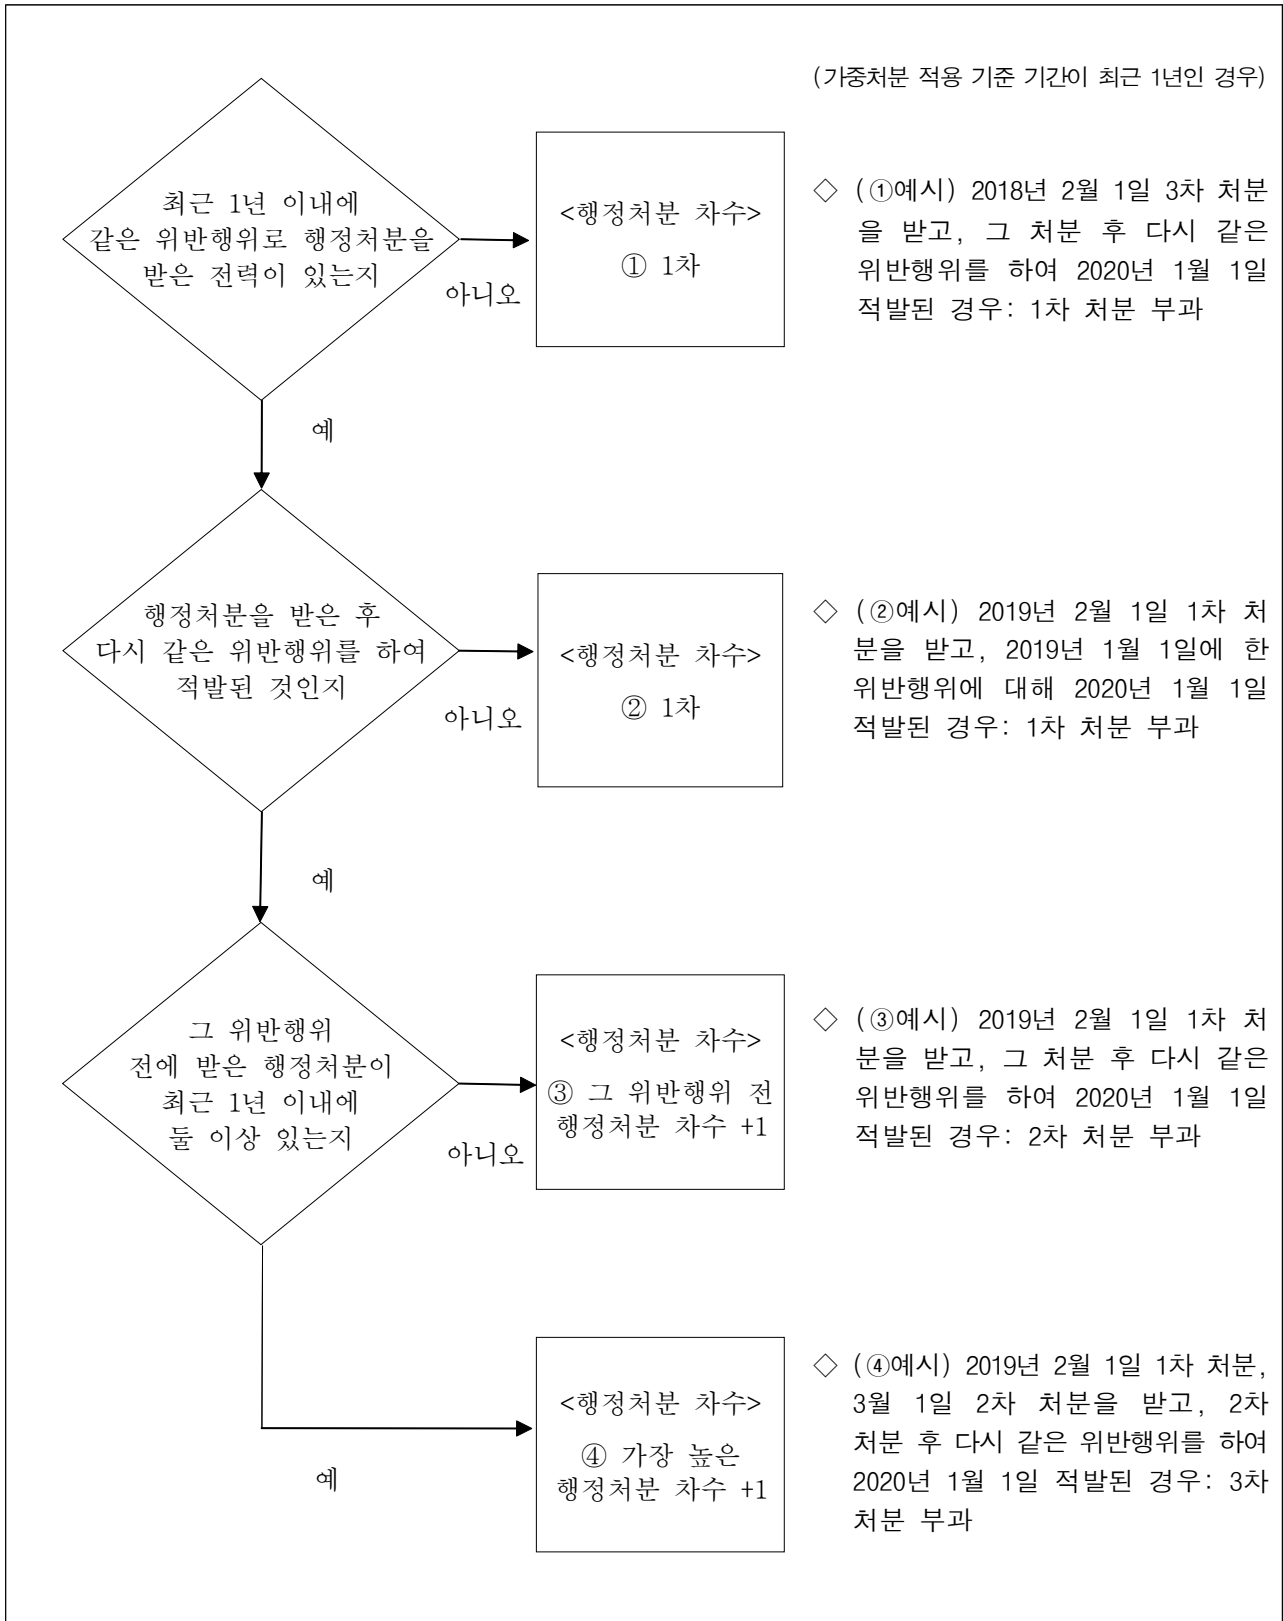 (가중처분 적용 기준 기간이 최근 1년인 경우)
최근 1년 이내에
같은 위반행위로 행정처분을
받은 전력이 있는지
아니오
예
<행정처분 차수>
① 1차
◇ (①예시) 2018년 2월 1일 3차 처분
을 받고, 그 처분 후 다시 같은
위반행위를 하여 2020년 1월 1일
적발된 경우: 1차 처분 부과
행정처분을 받은 후
다시 같은 위반행위를 하여
적발된 것인지
아니오
예
<행정처분 차수>
② 1차
◇ (②예시) 2019년 2월 1일 1차 처
분을 받고, 2019년 1월 1일에 한
위반행위에 대해 2020년 1월 1일
적발된 경우: 1차 처분 부과
그 위반행위
전에 받은 행정처분이
최근 1년 이내에
둘 이상 있는지
아니오
예
<행정처분 차수>
③ 그 위반행위 전
행정처분 차수 +1
◇ (③예시) 2019년 2월 1일 1차 처
분을 받고, 그 처분 후 다시 같은
위반행위를 하여 2020년 1월 1일
적발된 경우: 2차 처분 부과
<행정처분 차수>
④ 가장 높은
행정처분 차수 +1
◇ (④예시) 2019년 2월 1일 1차 처분,
3월 1일 2차 처분을 받고, 2차
처분 후 다시 같은 위반행위를 하여
2020년 1월 1일 적발된 경우: 3차
처분 부과